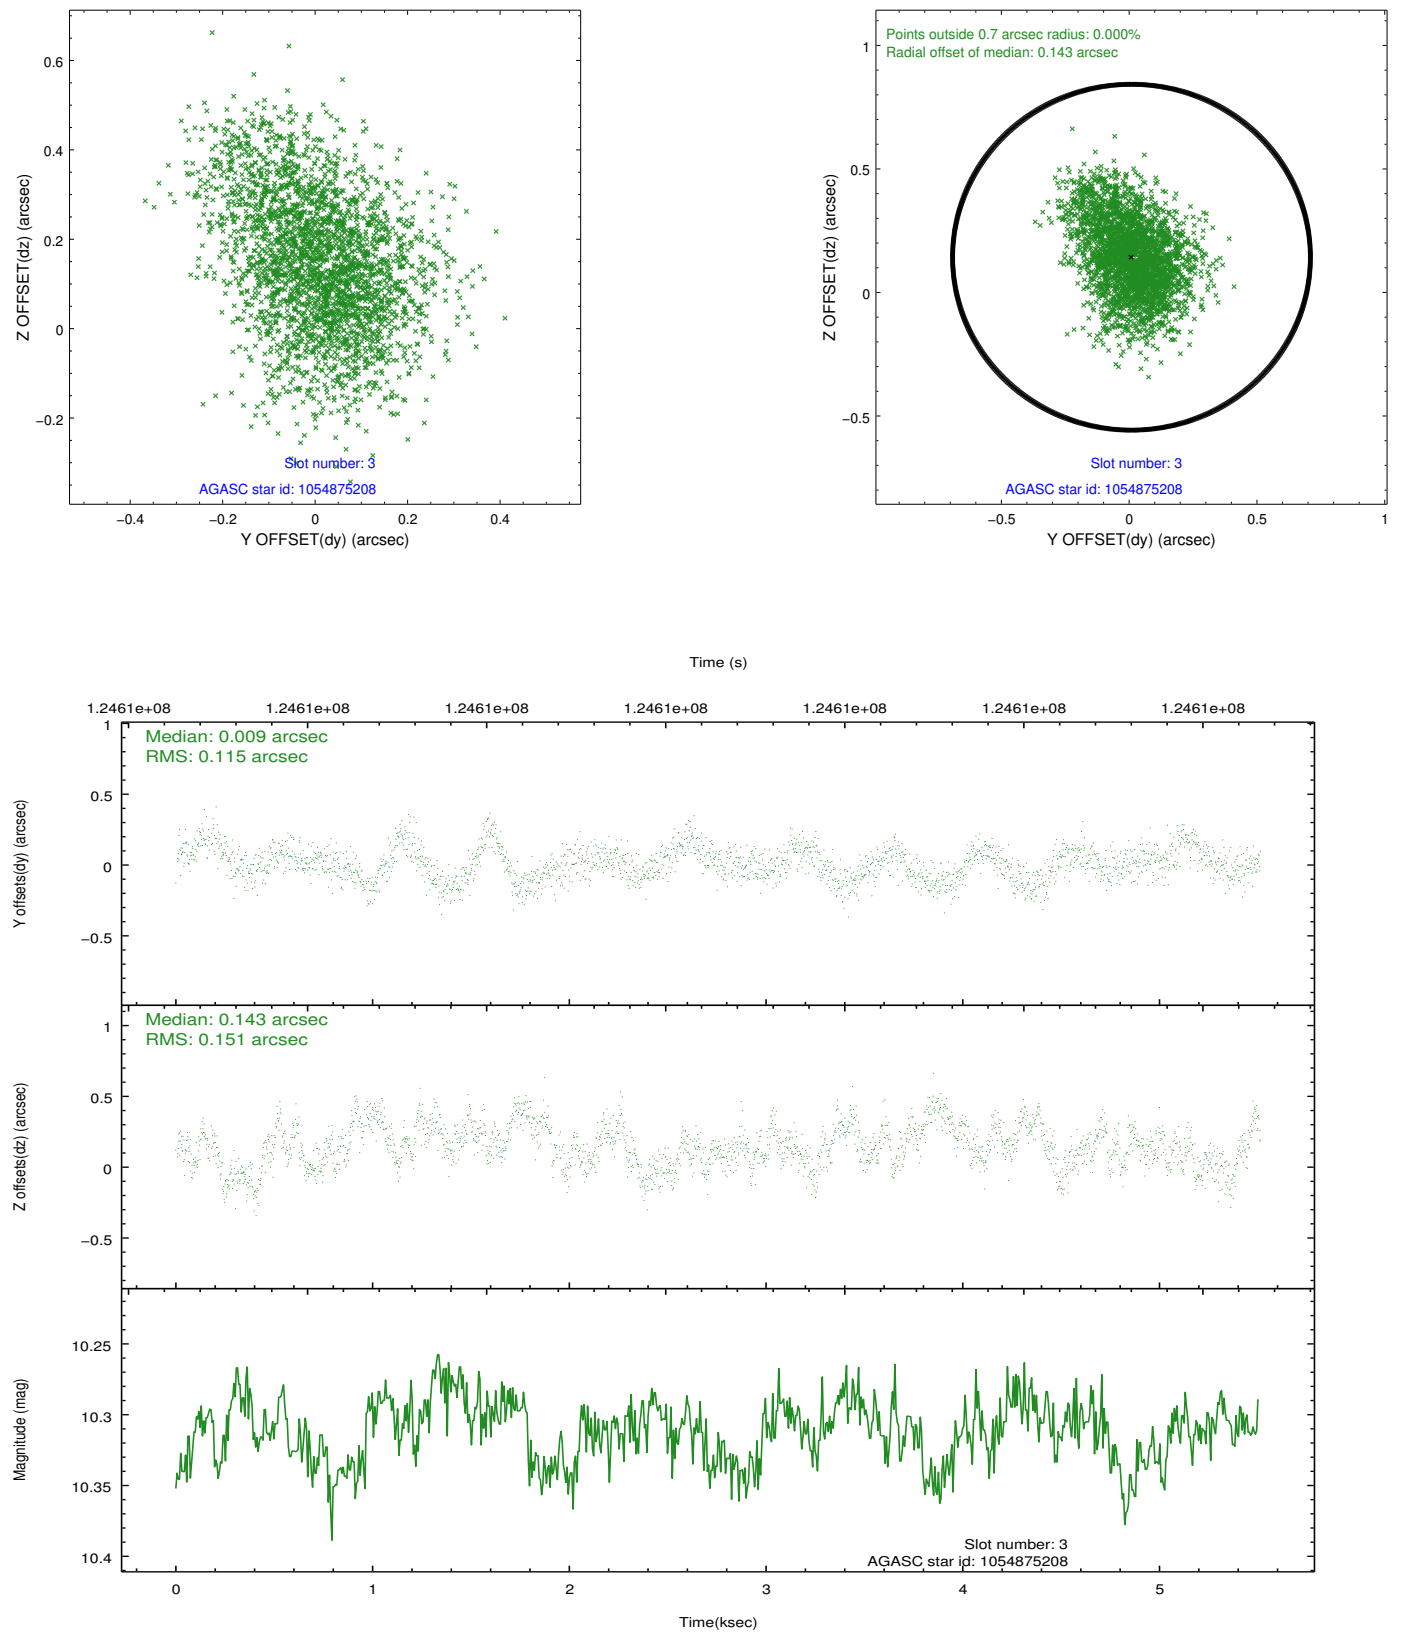 0.6
0.4
0.2
0
−0.2
Z OFFSET(dz) (arcsec)
Slot number: 3
AGASC star id: 1054875208
−0.4
−0.2
0
0.2
0.4
Y OFFSET(dy) (arcsec)
Points outside 0.7 arcsec radius: 0.000%
Radial offset of median: 0.143 arcsec
1
0.5
0
−0.5
Z OFFSET(dz) (arcsec)
Slot number: 3
AGASC star id: 1054875208
−0.5
0
0.5
1
Y OFFSET(dy) (arcsec)
Time (s)
1.2461e+08 1.2461e+08 1.2461e+08 1.2461e+08 1.2461e+08 1.2461e+08 1.2461e+08
Median: 0.009 arcsec
RMS: 0.115 arcsec
1
0.5
0
−0.5
Y offsets(dy) (arcsec)
Median: 0.143 arcsec
RMS: 0.151 arcsec
1
0.5
0
−0.5
Z offsets(dz) (arcsec)
10.25
10.3
10.35
10.4
Magnitude (mag)
Slot number: 3
AGASC star id: 1054875208
0 1 2 3 4 5
Time(ksec)